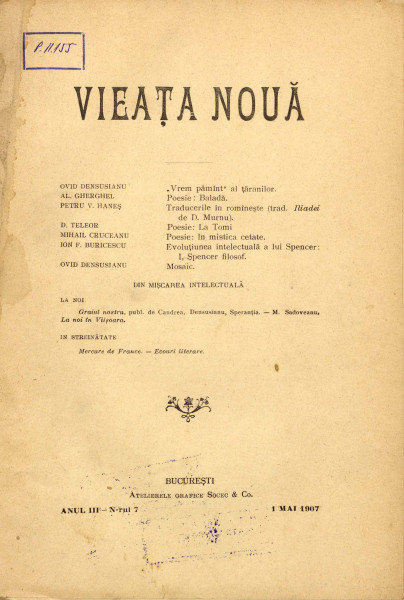 P. II. 155
VIEAȚA NOUĂ
OVID DENSUSIANU „Vrem pămînt“ al țăranilor.
AL. GHERGHEL Poesie: Baladă.
PETRU V. HANEȘ Traducerile în romînește (trad. Iliadei
de D. Murnu).
D. TELEOR Poesie: La Tomi
MIHAIL CRUCEANU Poesie: în mistica cetate.
ION F. BURICESCU Evoluțiunea intelectuală a lui Spencer:
I, Spencer filosof.
OVID DENSUSIANU Mosaic.
DIN MIȘCAREA INTELECTUALĂ
LA NOI
Graiul nostru, publ. de Candrea, Densusianu, Speranția. — M. Sadoveanu,
La noi în Viișoara.
IN STREINĂTATE
Mercure de France. — Ecouri literare.
BUCUREȘTI
ATELIERELE GRAFICE SOCEC & Co.
ANUL III — N-rul 7 1 MAI 1907